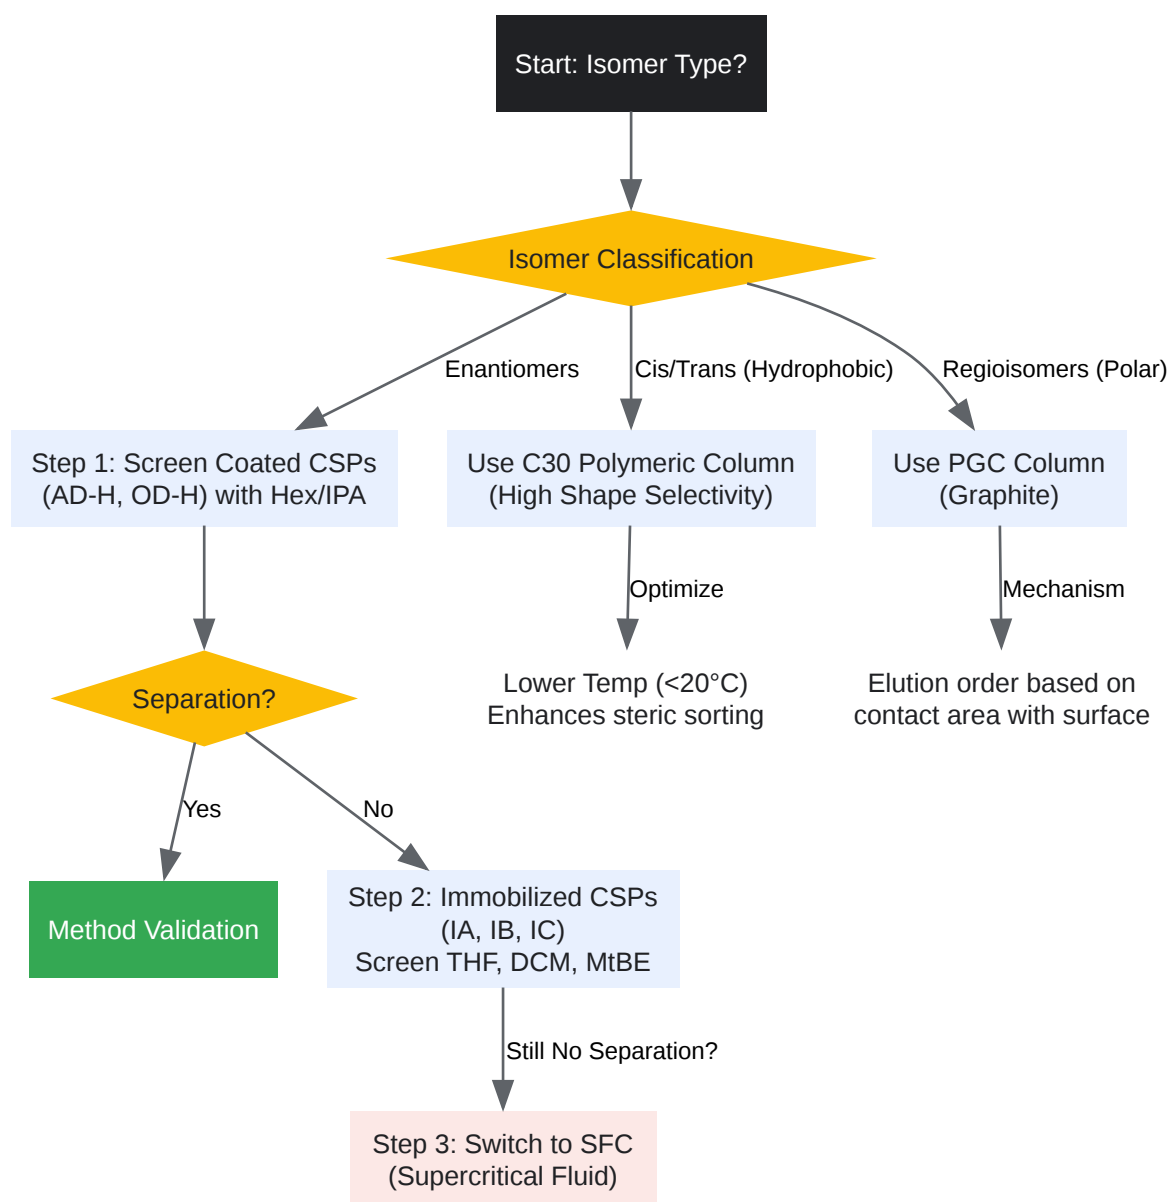 Start: Isomer Type?
Isomer Classification
Enantiomers
Cis/Trans (Hydrophobic)
Regioisomers (Polar)
Step 1: Screen Coated CSPs
(AD-H, OD-H) with Hex/IPA
Use C30 Polymeric Column
(High Shape Selectivity)
Use PGC Column
(Graphite)
Optimize
Mechanism
Separation?
Lower Temp (<20°C)
Enhances steric sorting
Elution order based on
contact area with surface
Yes
No
Method Validation
Step 2: Immobilized CSPs
(IA, IB, IC)
Screen THF, DCM, MtBE
Still No Separation?
Step 3: Switch to SFC
(Supercritical Fluid)